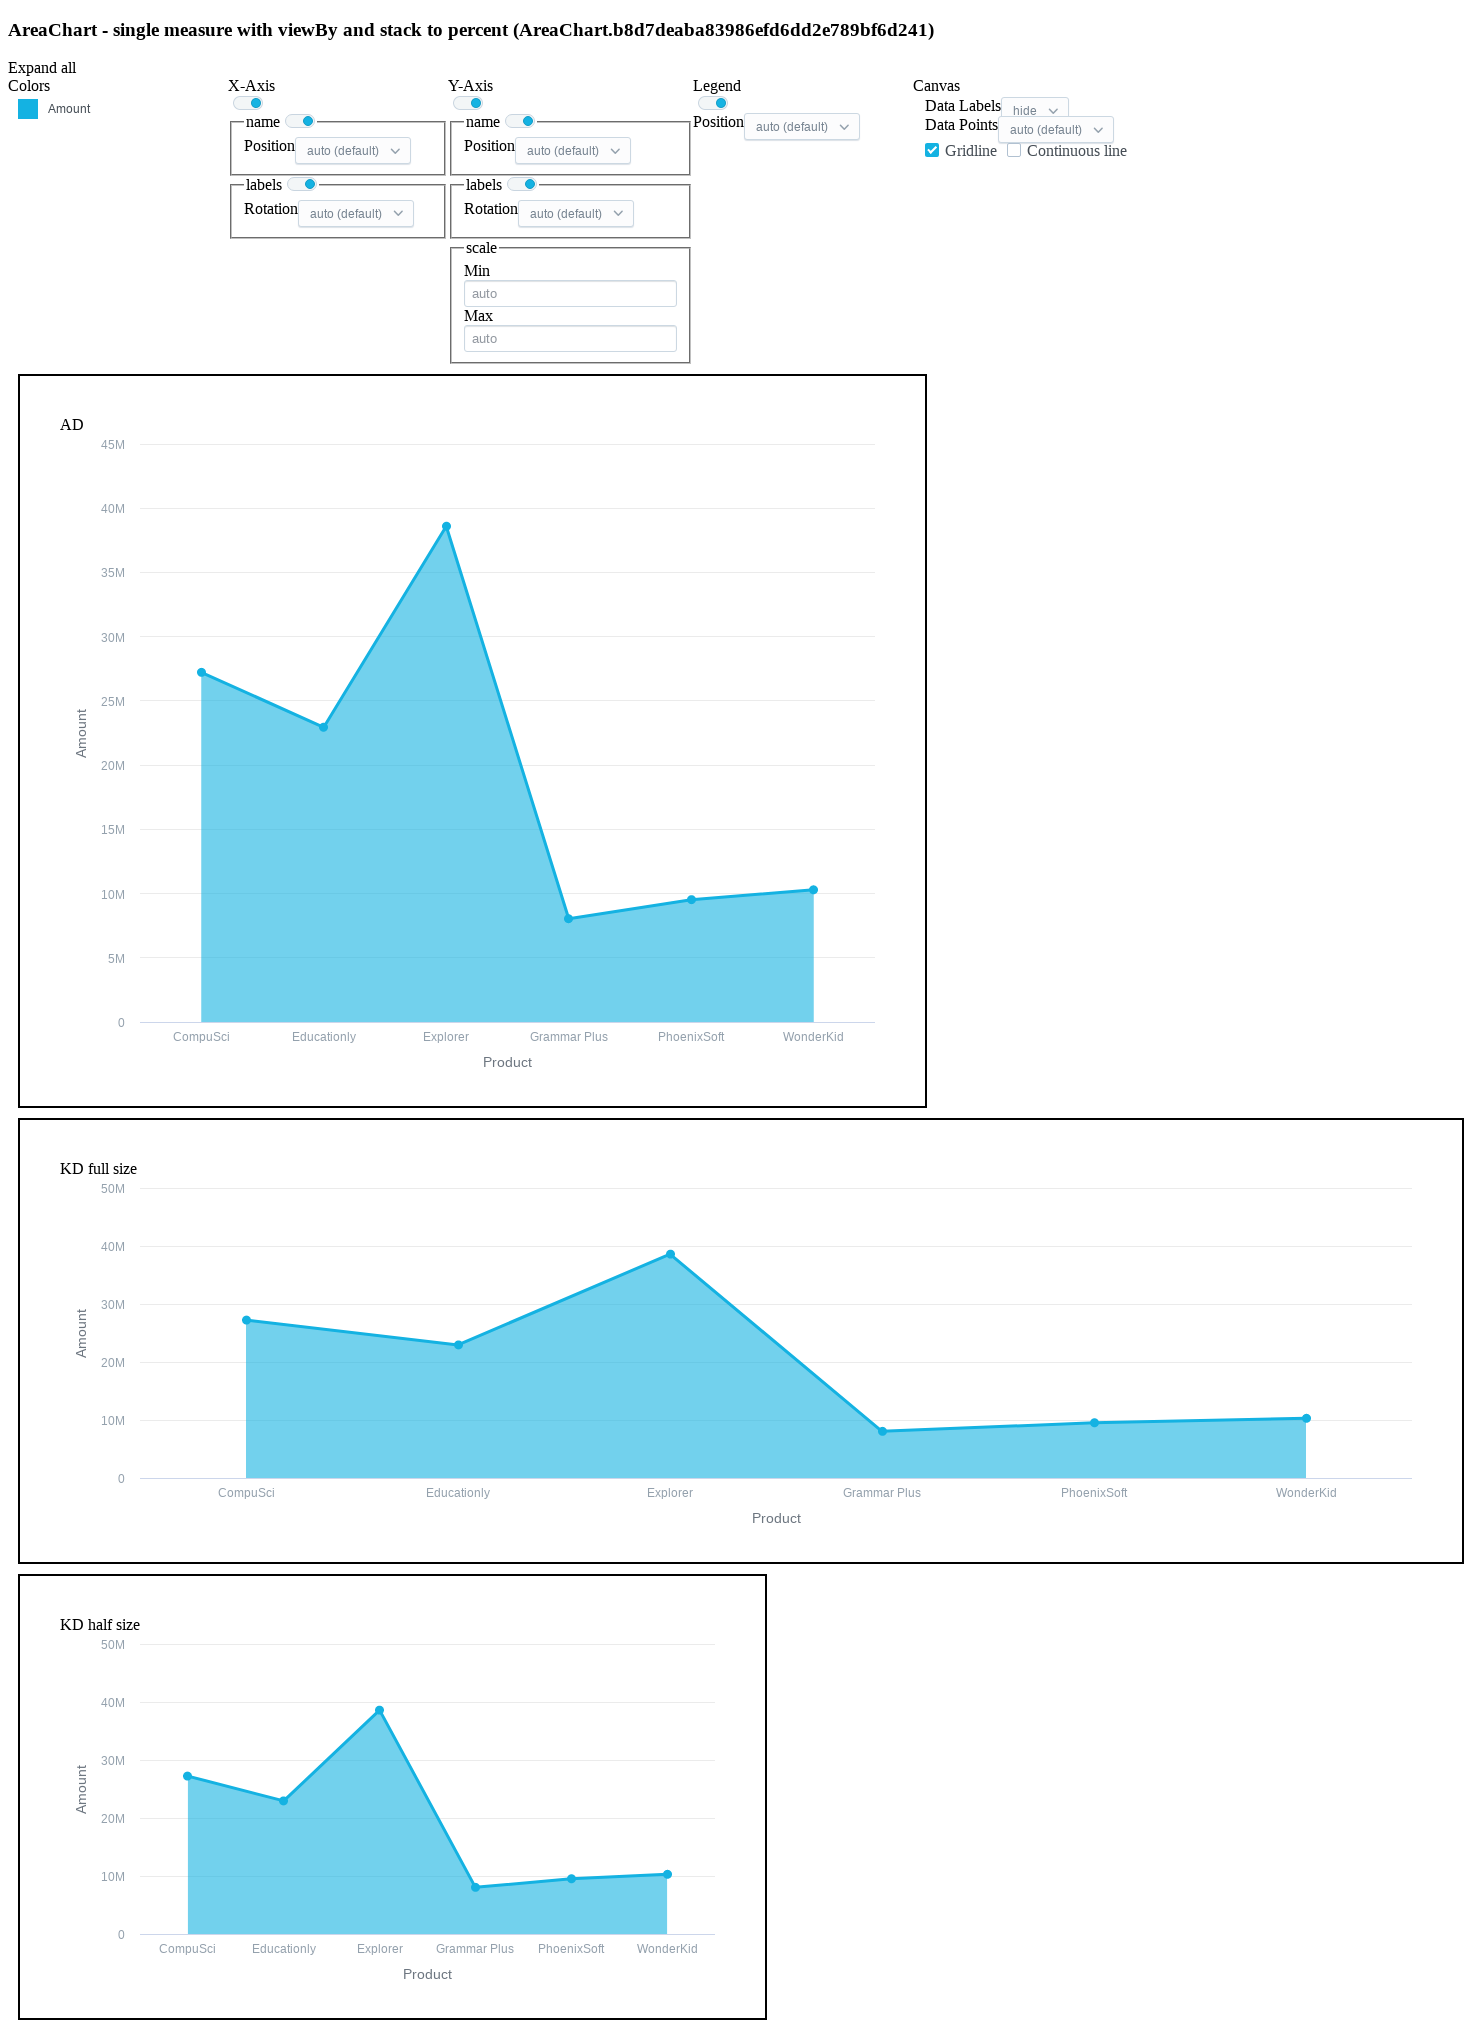 AreaChart - single measure with viewBy and stack to percent (AreaChart.b8d7deaba83986efd6dd2e789bf6d241)
Expand all
Colors
Amount
X-Axis
name
Position auto (default)
labels
Rotation auto (default)
Y-Axis
name
Position auto (default)
labels
Rotation auto (default)
scale
Min
auto
Max
auto
Legend
Position auto (default)
Canvas
Data Labels hide
Data Points auto (default)
Gridline Continuous line
AD
45M
40M
35M
30M
25M
20M
15M
10M
5M
0
Amount
CompuSci Educationly Explorer Grammar Plus PhoenixSoft WonderKid
Product
KD full size
50M
40M
30M
20M
10M
0
Amount
CompuSci Educationly Explorer Grammar Plus PhoenixSoft WonderKid
Product
KD half size
50M
40M
30M
20M
10M
0
Amount
CompuSci Educationly Explorer Grammar Plus PhoenixSoft WonderKid
Product